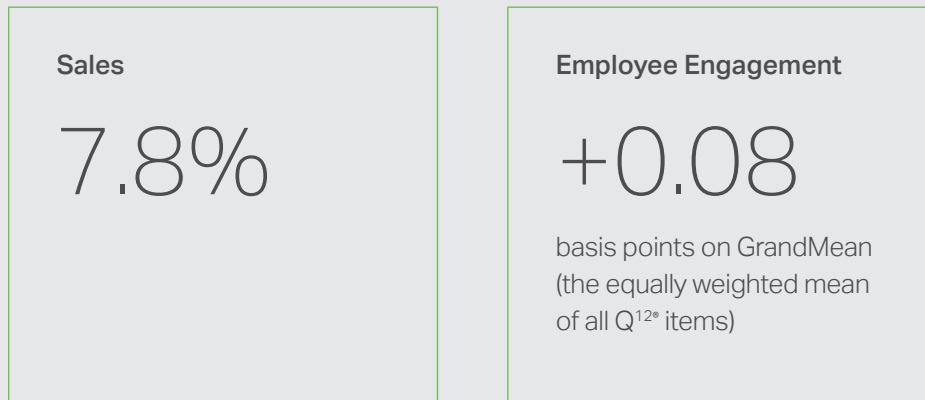 Sales
7.8%
Employee Engagement
+0.08
basis points on GrandMean
(the equally weighted mean
of all Q¹²® items)